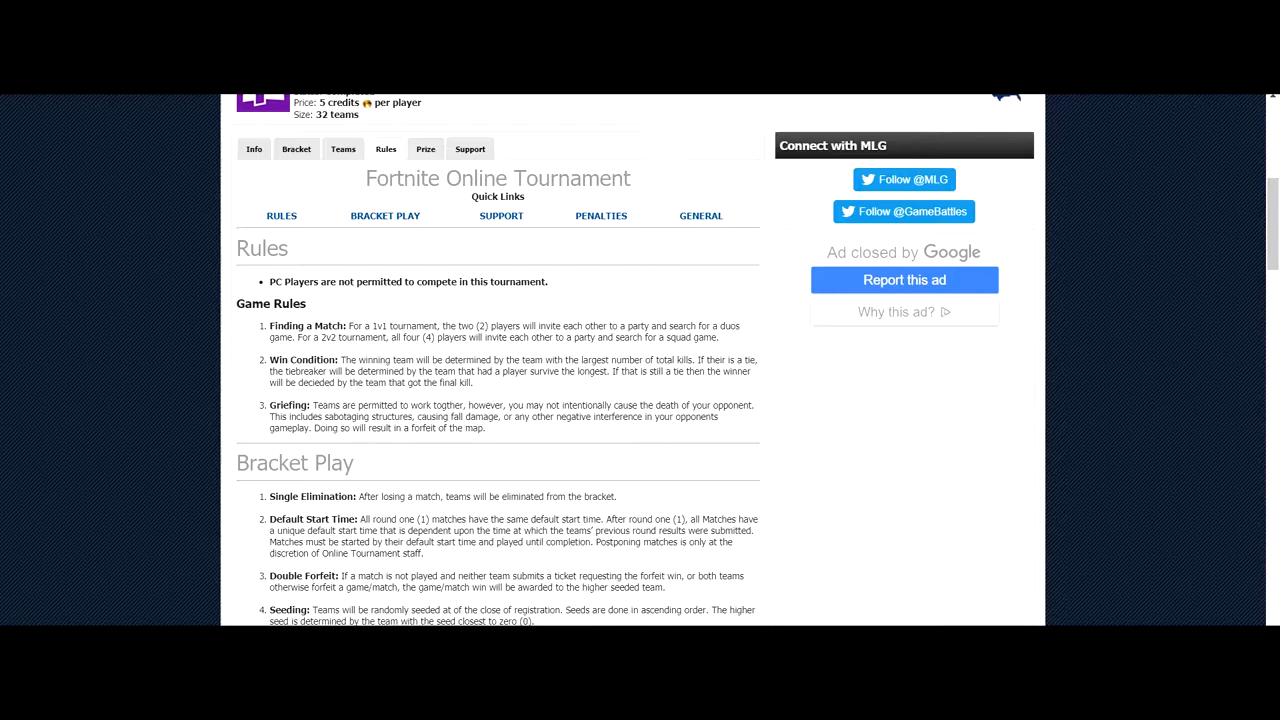 Price: 5 credits per player
Size: 32 teams
Info Bracket Teams Rules Prize Support
Fortnite Online Tournament
Quick Links
RULES BRACKET PLAY SUPPORT PENALTIES GENERAL
Rules
• PC Players are not permitted to compete in this tournament.
Game Rules
1. Finding a Match: For a 1v1 tournament, the two (2) players will invite each other to a party and search for a duos
game. For a 2v2 tournament, all four (4) players will invite each other to a party and search for a squad game.
2. Win Condition: The winning team will be determined by the team with the largest number of total kills. If their is a tie,
the tiebreaker will be determined by the team that had a player survive the longest. If that is still a tie then the winner
will be decieded by the team that got the final kill.
3. Griefing: Teams are permitted to work togther, however, you may not intentionally cause the death of your opponent.
This includes sabotaging structures, causing fall damage, or any other negative interference in your opponents
gameplay. Doing so will result in a forfeit of the map.
Bracket Play
1. Single Elimination: After losing a match, teams will be eliminated from the bracket.
2. Default Start Time: All round one (1) matches have the same default start time. After round one (1), all Matches have
a unique default start time that is dependent upon the time at which the teams' previous round results were submitted.
Matches must be started by their default start time and played until completion. Postponing matches is only at the
discretion of Online Tournament staff.
3. Double Forfeit: If a match is not played and neither team submits a ticket requesting the forfeit win, or both teams
otherwise forfeit a game/match, the game/match win will be awarded to the higher seeded team.
4. Seeding: Teams will be randomly seeded at of the close of registration. Seeds are done in ascending order. The higher
seed is determined by the team with the seed closest to zero (0).
Connect with MLG
Follow @MLG
Follow @GameBattles
Ad closed by Google
Report this ad
Why this ad?